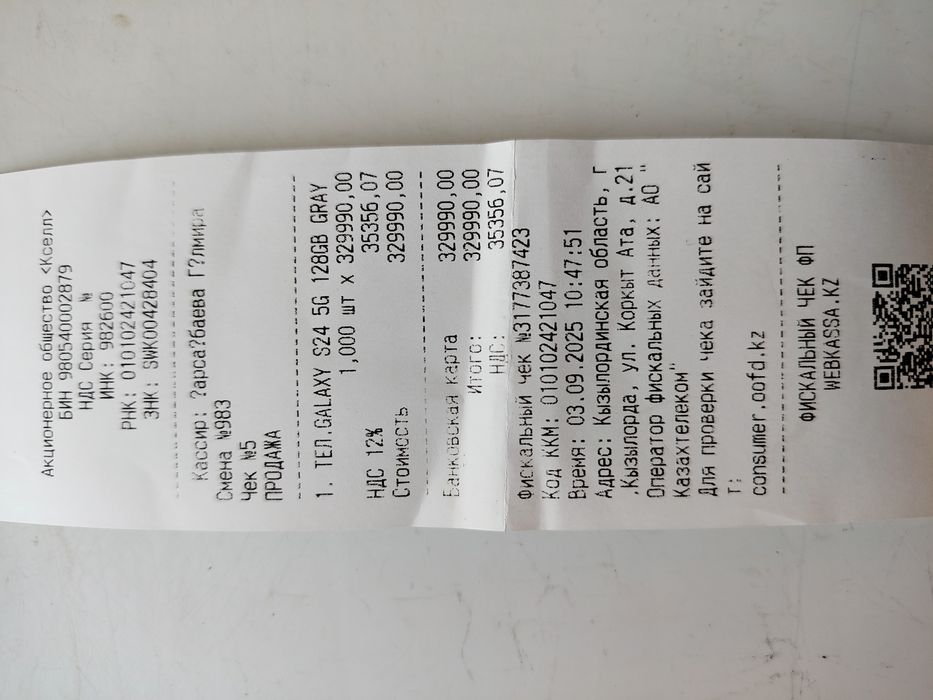 Акционерное общество <Кселл>
БИН 980540002879
НДС Серия №
ИНК: 982600
РНК: 010102421047
ЗНК: SWK00428404
Кассир: ?арса?баева Г?лмира
Смена №983
Чек №5
ПРОДАЖА
1. ТЕЛ.GALAXY S24 5G 128GB GRAY
1,000 шт x 329990,00
НДС 12% 35356,07
Стоимость 329990,00
Банковская карта 329990,00
ИТОГО: 329990,00
НДС: 35356,07
Фискальный чек №3177387423
Код ККМ: 010102421047
Время: 03.09.2025 10:47:51
Адрес: Кызылординская область, Г
.Кызылорда, ул. Коркыт Ата, д.21
Оператор фискальных данных: АО "
Казахтелеком"
Для проверки чека зайдите на сай
т:
consumer.oofd.kz
ФИСКАЛЬНЫЙ ЧЕК ФП
WEBKASSA.KZ